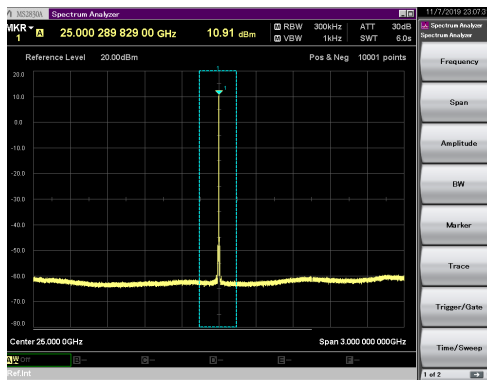 MS2830A Spectrum Analyzer
11/7/2019 23:07:3
MKR 1 A 25.000 289 829 00 GHz 10.91 dBm
RBW 300kHz ATT 30dB
VBW 1kHz SWT 6.0s
Spectrum Analyzer
Spectrum Analyzer
Reference Level 20.00dBm Pos & Neg 10001 points
20.0
10.0
0.0
-10.0
-20.0
-30.0
-40.0
-50.0
-60.0
-70.0
-80.0
1
1
Center 25.000 0GHz Span 3.000 000 000GHz
Off
Ref.Int
Frequency
Span
Amplitude
BW
Marker
Trace
Trigger/Gate
Time/Sweep
1 of 2